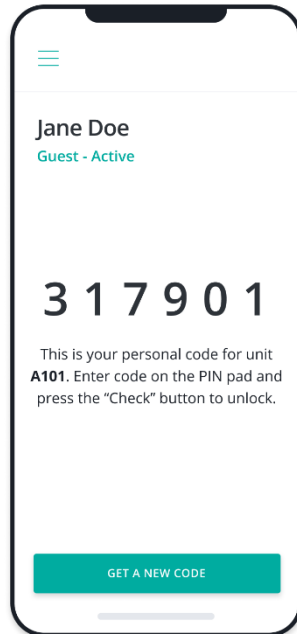 Jane Doe
Guest - Active
3 1 7 9 0 1
This is your personal code for unit
A101. Enter code on the PIN pad and
press the “Check” button to unlock.
GET A NEW CODE